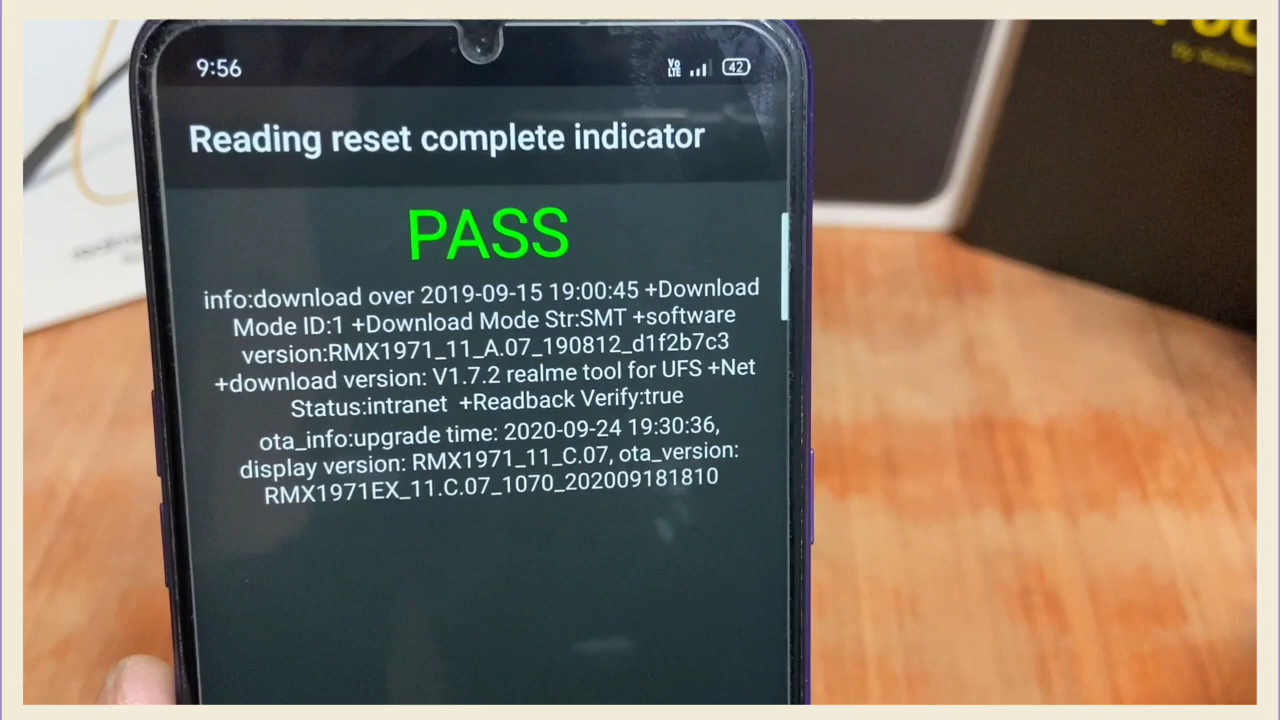 9:56
Vo LTE 42
Reading reset complete indicator
PASS
info:download over 2019-09-15 19:00:45 +Download
Mode ID:1 +Download Mode Str:SMT +software
version:RMX1971_11_A.07_190812_d1f2b7c3
+download version: V1.7.2 realme tool for UFS +Net
Status:intranet +Readback Verify:true
ota_info:upgrade time: 2020-09-24 19:30:36,
display version: RMX1971_11_C.07, ota_version:
RMX1971EX_11.C.07_1070_202009181810